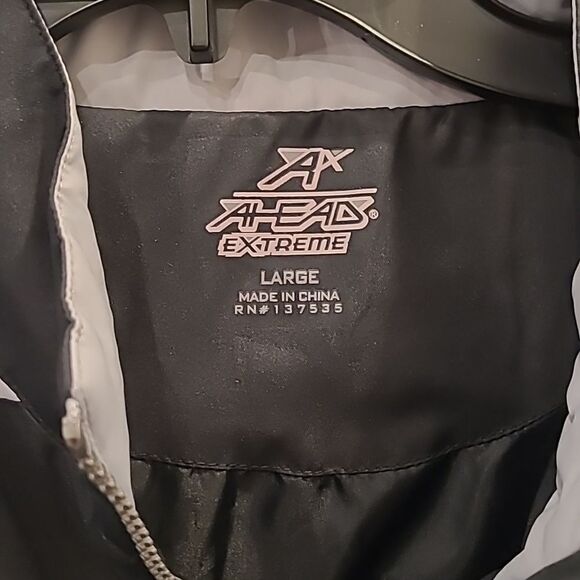 AX
AHEAD®
EXTREME
LARGE
MADE IN CHINA
RN# 137535